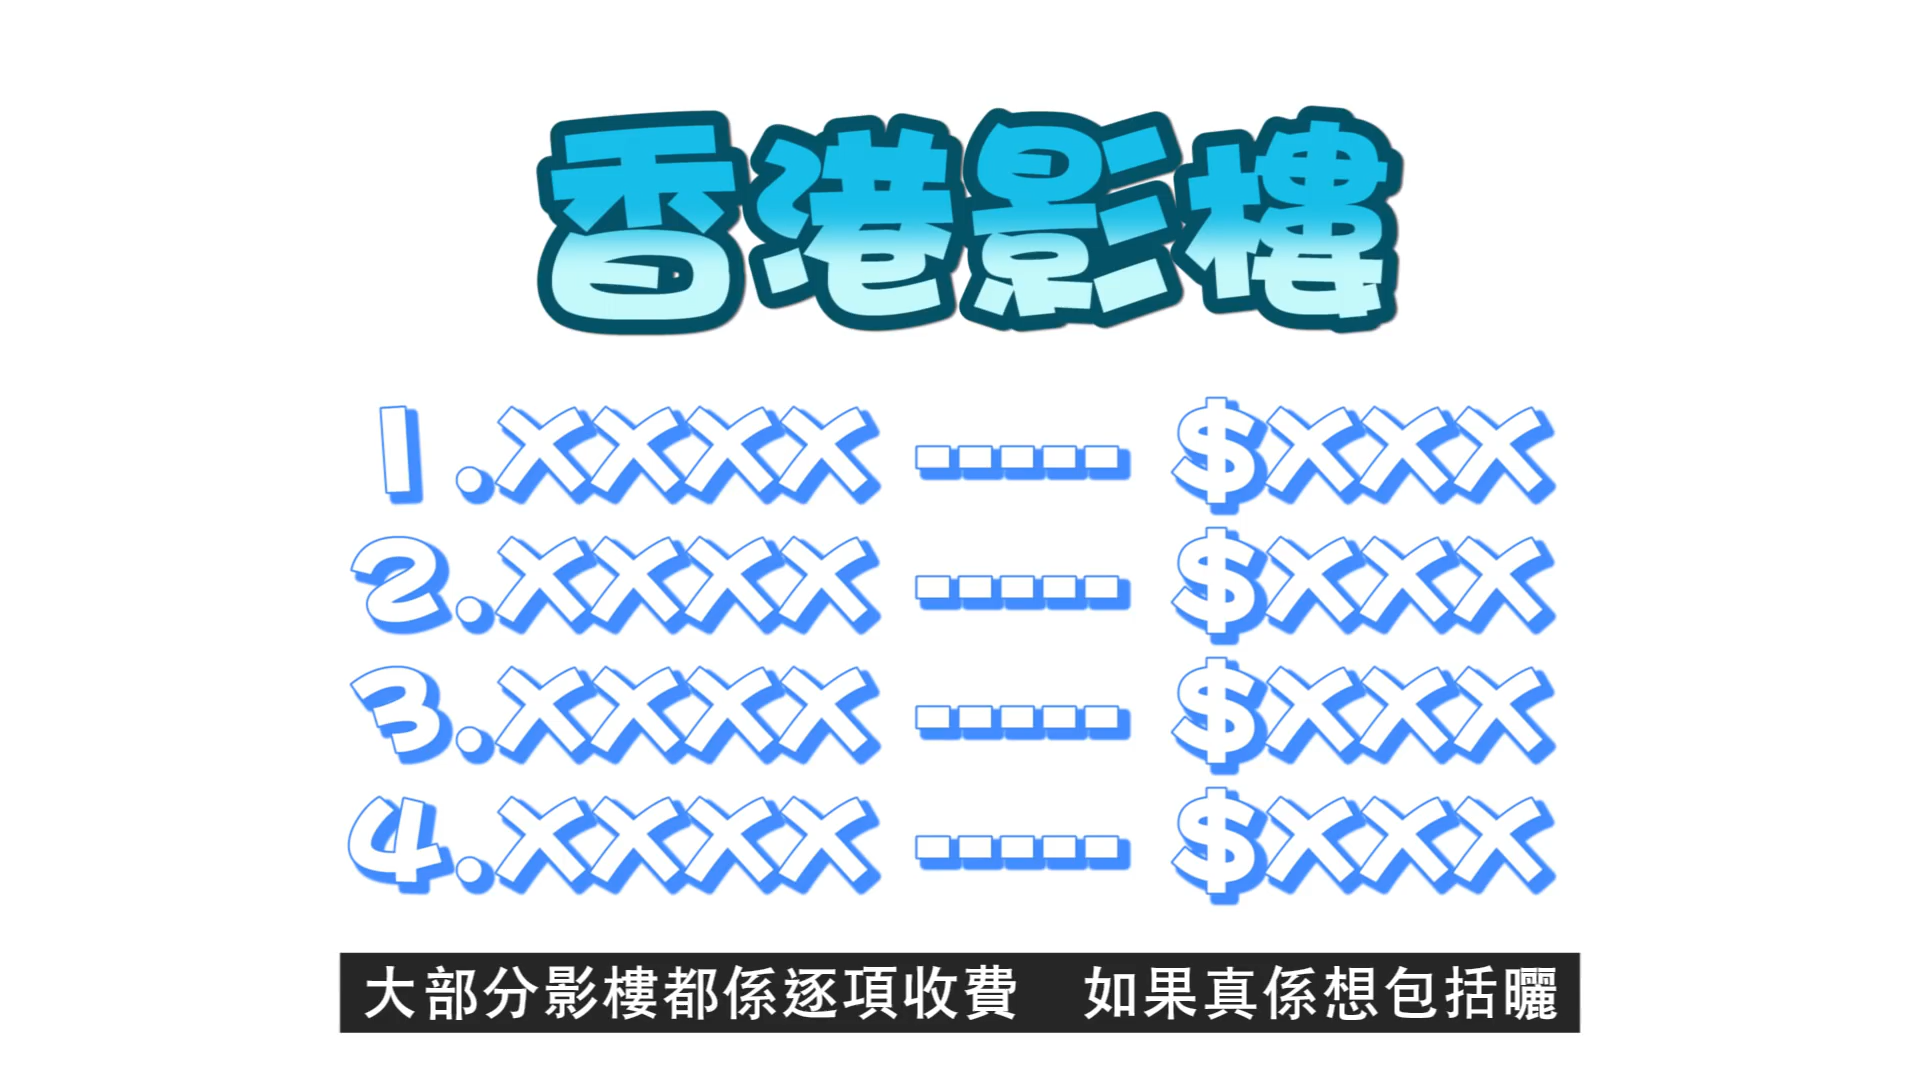 香港影樓
1.XXXX ----- $XXX
2.XXXX ----- $XXX
3.XXXX ----- $XXX
4.XXXX ----- $XXX
大部分影樓都係逐項收費　如果真係想包括曬